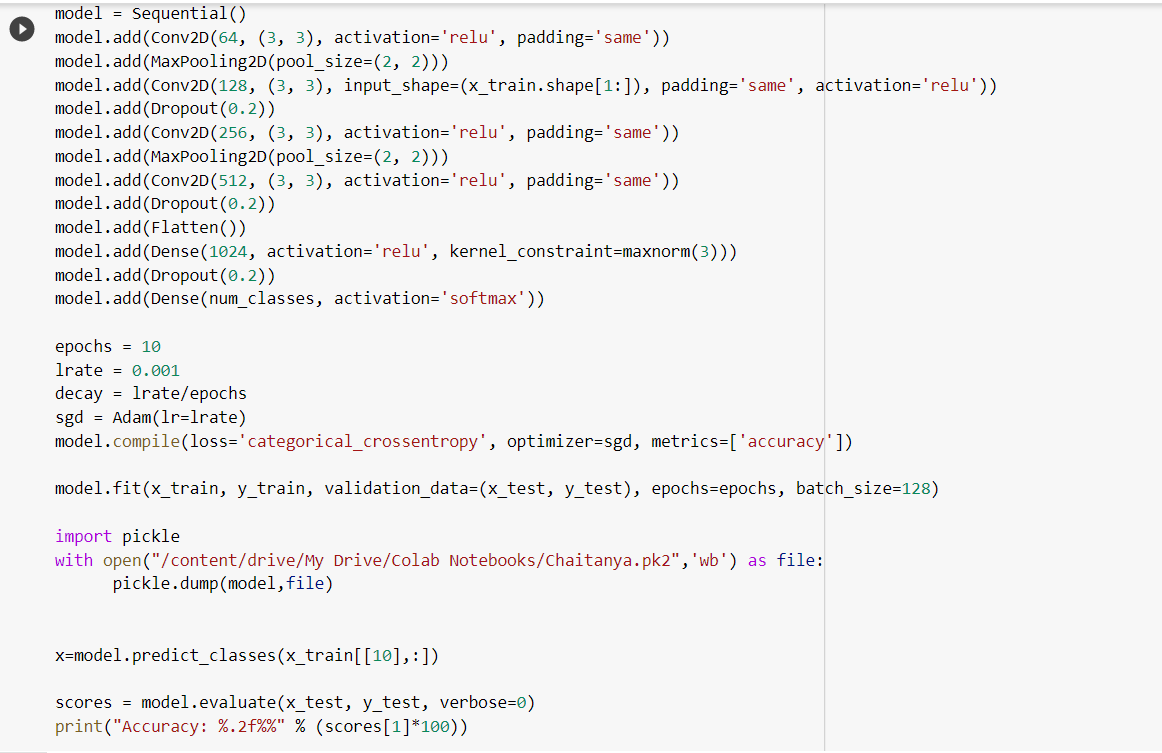 model = Sequential()
model.add(Conv2D(64, (3, 3), activation='relu', padding='same'))
model.add(MaxPooling2D(pool_size=(2, 2)))
model.add(Conv2D(128, (3, 3), input_shape=(x_train.shape[1:]), padding='same', activation='relu'))
model.add(Dropout(0.2))
model.add(Conv2D(256, (3, 3), activation='relu', padding='same'))
model.add(MaxPooling2D(pool_size=(2, 2)))
model.add(Conv2D(512, (3, 3), activation='relu', padding='same'))
model.add(Dropout(0.2))
model.add(Flatten())
model.add(Dense(1024, activation='relu', kernel_constraint=maxnorm(3)))
model.add(Dropout(0.2))
model.add(Dense(num_classes, activation='softmax'))

epochs = 10
lrate = 0.001
decay = lrate/epochs
sgd = Adam(lr=lrate)
model.compile(loss='categorical_crossentropy', optimizer=sgd, metrics=['accuracy'])

model.fit(x_train, y_train, validation_data=(x_test, y_test), epochs=epochs, batch_size=128)

import pickle
with open("/content/drive/My Drive/Colab Notebooks/Chaitanya.pk2",'wb') as file:
      pickle.dump(model,file)


x=model.predict_classes(x_train[[10],:])

scores = model.evaluate(x_test, y_test, verbose=0)
print("Accuracy: %.2f%%" % (scores[1]*100))